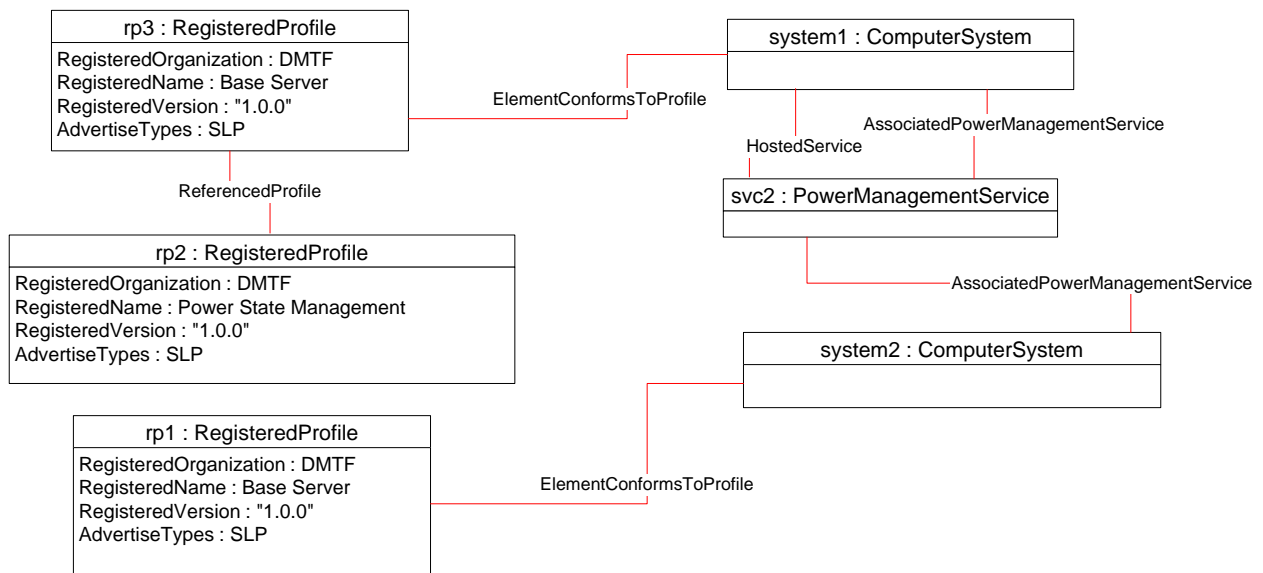 rp3 : RegisteredProfile
RegisteredOrganization : DMTF
RegisteredName : Base Server
RegisteredVersion : "1.0.0"
AdvertiseTypes : SLP
system1 : ComputerSystem
ElementConformsToProfile
HostedService
AssociatedPowerManagementService
ReferencedProfile
svc2 : PowerManagementService
rp2 : RegisteredProfile
RegisteredOrganization : DMTF
RegisteredName : Power State Management
RegisteredVersion : "1.0.0"
AdvertiseTypes : SLP
AssociatedPowerManagementService
system2 : ComputerSystem
rp1 : RegisteredProfile
RegisteredOrganization : DMTF
RegisteredName : Base Server
RegisteredVersion : "1.0.0"
AdvertiseTypes : SLP
ElementConformsToProfile